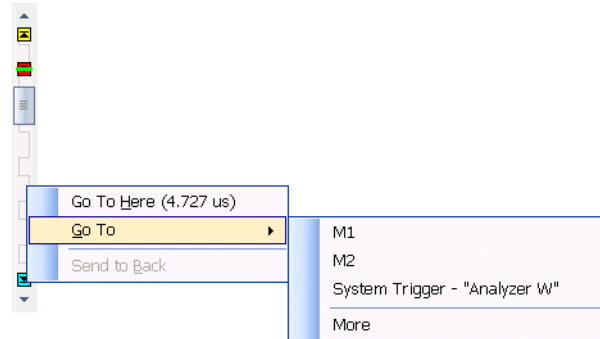 Go To Here (4.727 us)
Go To
Send to Back
M1
M2
System Trigger - "Analyzer W"
More